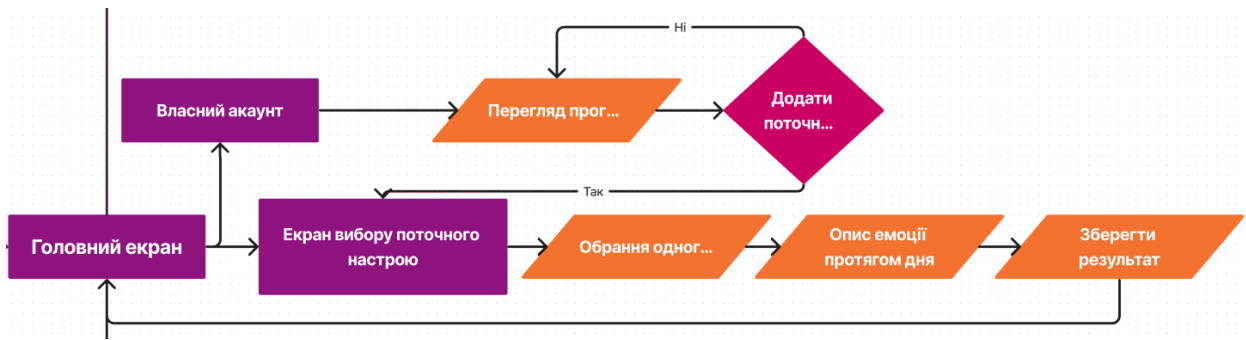 Ні
Власний акаунт
Перегляд прог...
Додати
поточн...
Так
Головний екран
Екран вибору поточного
настрою
Обрання одног...
Опис емоції
протягом дня
Зберегти
результат